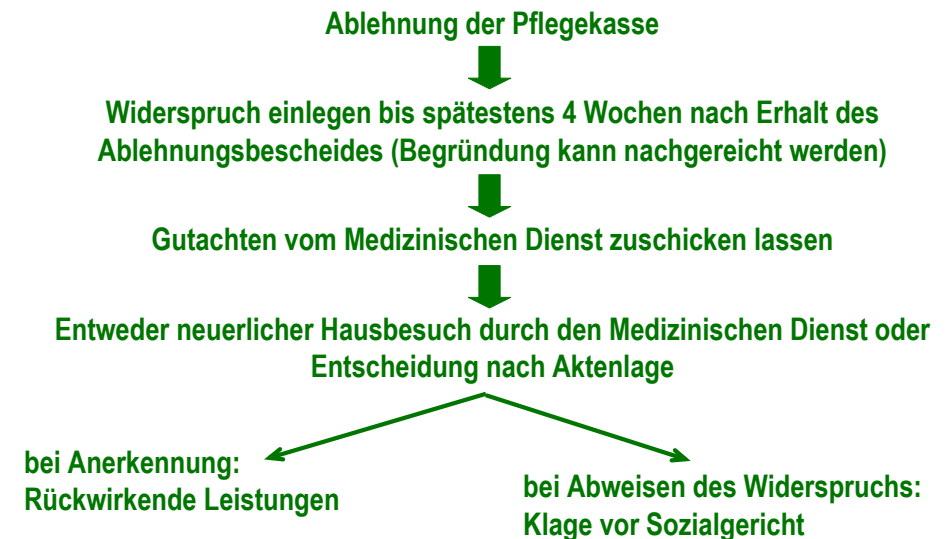 Ablehnung der Pflegekasse
Widerspruch einlegen bis spätestens 4 Wochen nach Erhalt des
Ablehnungsbescheides (Begründung kann nachgereicht werden)
Gutachten vom Medizinischen Dienst zuschicken lassen
Entweder neuerlicher Hausbesuch durch den Medizinischen Dienst oder
Entscheidung nach Aktenlage
bei Anerkennung:
Rückwirkende Leistungen
bei Abweisen des Widerspruchs:
Klage vor Sozialgericht